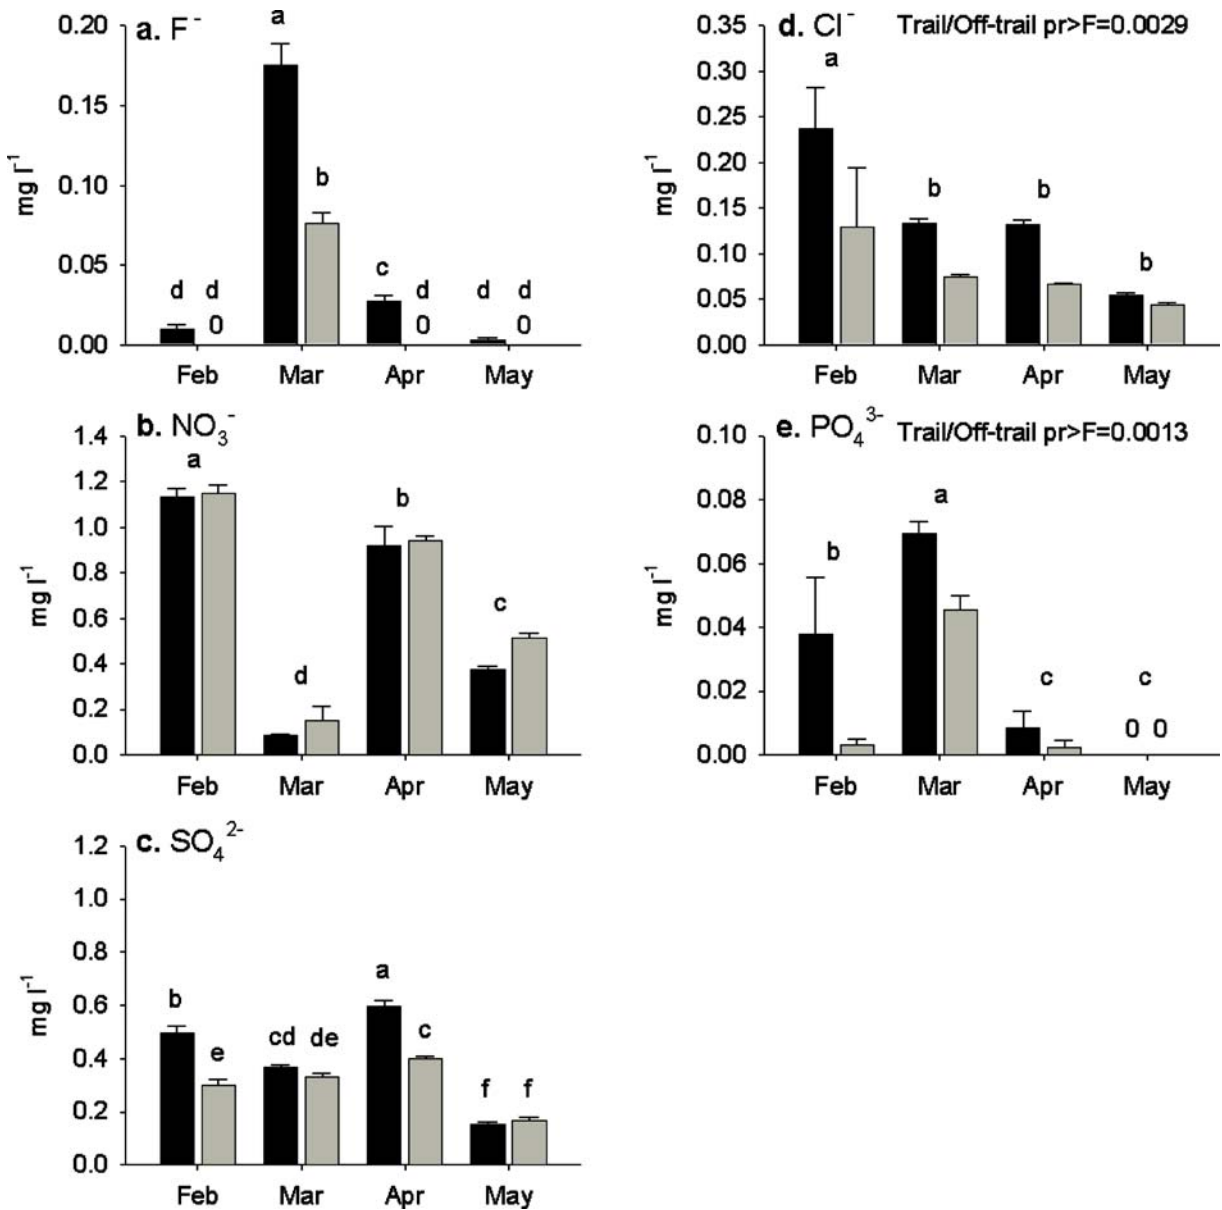 a. F⁻
mg l⁻¹
0.20
0.15
0.10
0.05
0.00
a
b
d d
c
d
d d
0
0
0
Feb Mar Apr May
d. Cl⁻ Trail/Off-trail pr>F=0.0029
mg l⁻¹
0.35
0.30
0.25
0.20
0.15
0.10
0.05
0.00
a
b
b
b
Feb Mar Apr May
b. NO₃⁻
mg l⁻¹
1.4
1.2
1.0
0.8
0.6
0.4
0.2
0.0
a
d
b
c
Feb Mar Apr May
e. PO₄³⁻ Trail/Off-trail pr>F=0.0013
mg l⁻¹
0.10
0.08
0.06
0.04
0.02
0.00
b
a
c
c
0 0
Feb Mar Apr May
c. SO₄²⁻
mg l⁻¹
1.2
1.0
0.8
0.6
0.4
0.2
0.0
b
e
cd de
a
c
f f
Feb Mar Apr May